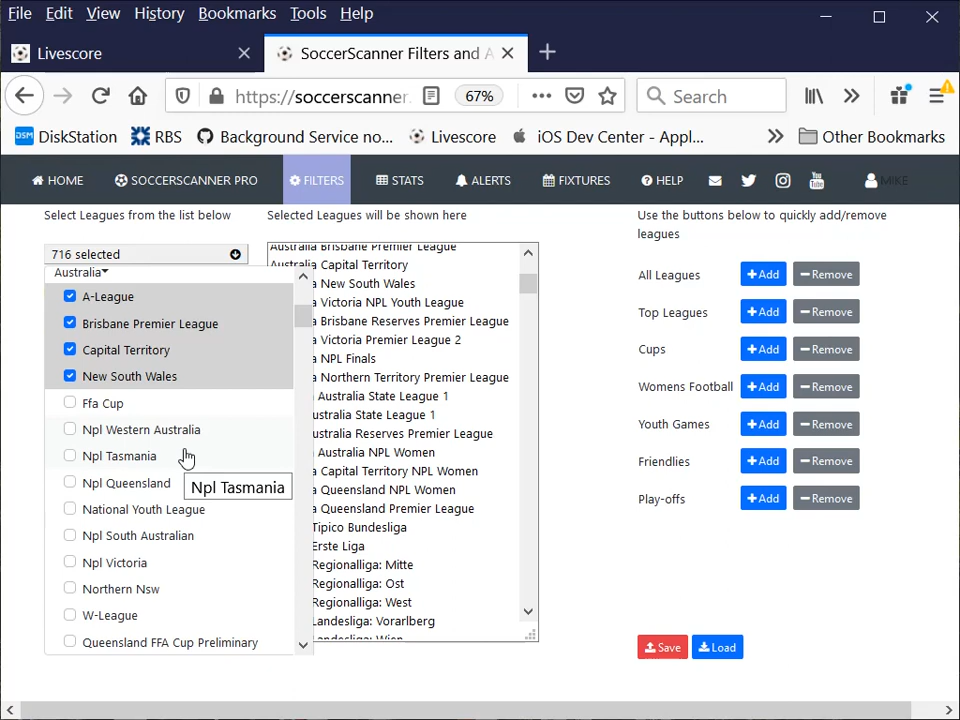 File Edit View History Bookmarks Tools Help
Livescore
SoccerScanner Filters and A
https://soccerscanner.
67%
Search
DiskStation
RBS
Background Service no...
Livescore
iOS Dev Center - Appl...
Other Bookmarks
HOME
SOCCERSCANNER PRO
FILTERS
STATS
ALERTS
FIXTURES
HELP
MIKE
Select Leagues from the list below
716 selected
Australia
A-League
Brisbane Premier League
Capital Territory
New South Wales
Ffa Cup
Npl Western Australia
Npl Tasmania
Npl Queensland
Npl Tasmania
National Youth League
Npl South Australian
Npl Victoria
Northern Nsw
W-League
Queensland FFA Cup Preliminary
Selected Leagues will be shown here
Australia Brisbane Premier League
Australia Capital Territory
a New South Wales
a Victoria NPL Youth League
a Brisbane Reserves Premier League
a Victoria Premier League 2
a NPL Finals
a Northern Territory Premier League
Australia State League 1
ustralia State League 1
ustralia Reserves Premier League
Australia NPL Women
a Capital Territory NPL Women
a Queensland NPL Women
a Queensland Premier League
Tipico Bundesliga
Erste Liga
Regionalliga: Mitte
Regionalliga: Ost
Regionalliga: West
Landesliga: Vorarlberg
Landesliga: Wien
Use the buttons below to quickly add/remove
leagues
All Leagues Add Remove
Top Leagues Add Remove
Cups Add Remove
Womens Football Add Remove
Youth Games Add Remove
Friendlies Add Remove
Play-offs Add Remove
Save Load